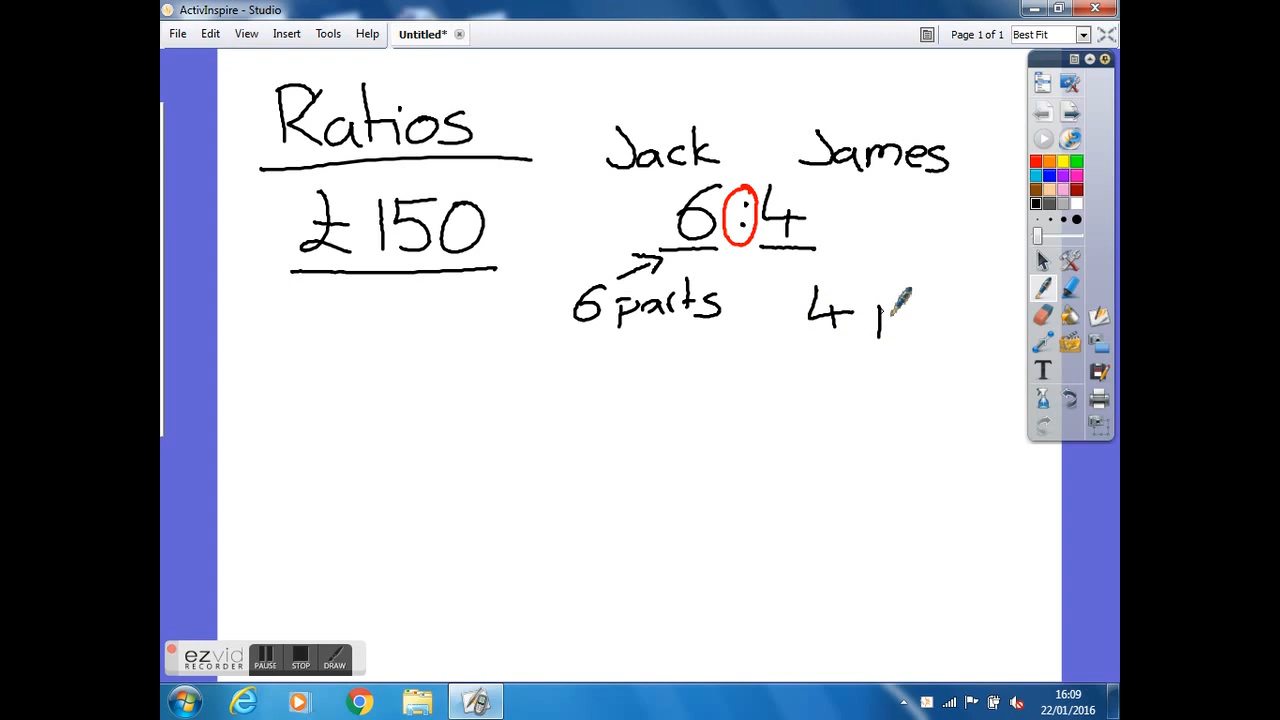 ActivInspire - Studio
File Edit View Insert Tools Help Untitled* Page 1 of 1 Best Fit
Ratios
Jack James
£150 6:4
6 parts 4 p
T
ezvid
RECORDER
PAUSE STOP DRAW
16:09
22/01/2016